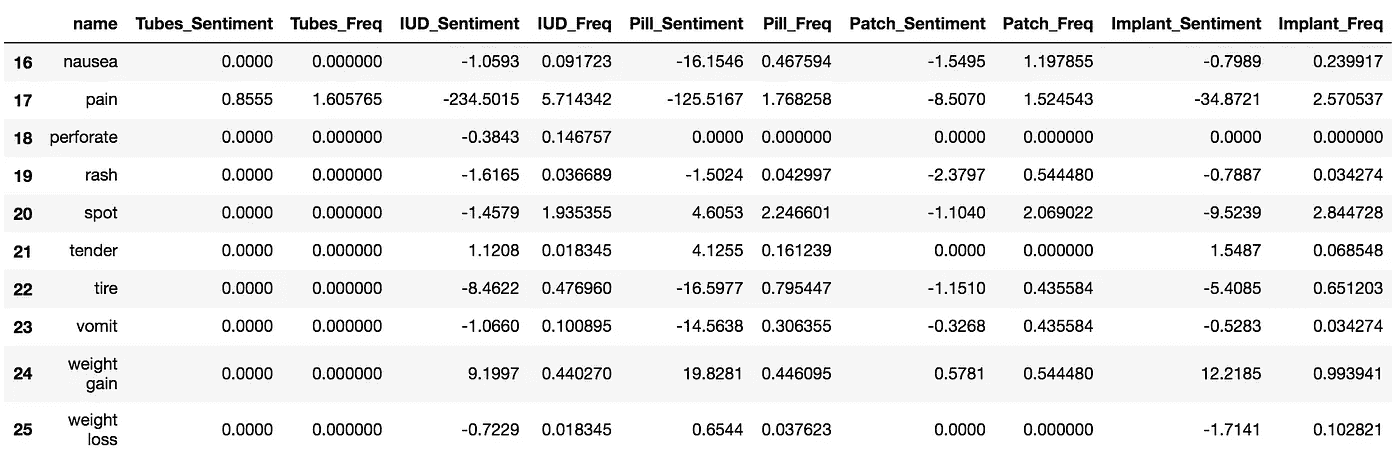 name Tubes_Sentiment Tubes_Freq IUD_Sentiment IUD_Freq Pill_Sentiment Pill_Freq Patch_Sentiment Patch_Freq Implant_Sentiment Implant_Freq
16 nausea 0.0000 0.000000 -1.0593 0.091723 -16.1546 0.467594 -1.5495 1.197855 -0.7989 0.239917
17 pain 0.8555 1.605765 -234.5015 5.714342 -125.5167 1.768258 -8.5070 1.524543 -34.8721 2.570537
18 perforate 0.0000 0.000000 -0.3843 0.146757 0.0000 0.000000 0.0000 0.000000 0.0000 0.000000
19 rash 0.0000 0.000000 -1.6165 0.036689 -1.5024 0.042997 -2.3797 0.544480 -0.7887 0.034274
20 spot 0.0000 0.000000 -1.4579 1.935355 4.6053 2.246601 -1.1040 2.069022 -9.5239 2.844728
21 tender 0.0000 0.000000 1.1208 0.018345 4.1255 0.161239 0.0000 0.000000 1.5487 0.068548
22 tire 0.0000 0.000000 -8.4622 0.476960 -16.5977 0.795447 -1.1510 0.435584 -5.4085 0.651203
23 vomit 0.0000 0.000000 -1.0660 0.100895 -14.5638 0.306355 -0.3268 0.435584 -0.5283 0.034274
weight
24 0.0000 0.000000 9.1997 0.440270 19.8281 0.446095 0.5781 0.544480 12.2185 0.993941
gain
weight
25 0.0000 0.000000 -0.7229 0.018345 0.6544 0.037623 0.0000 0.000000 -1.7141 0.102821
loss